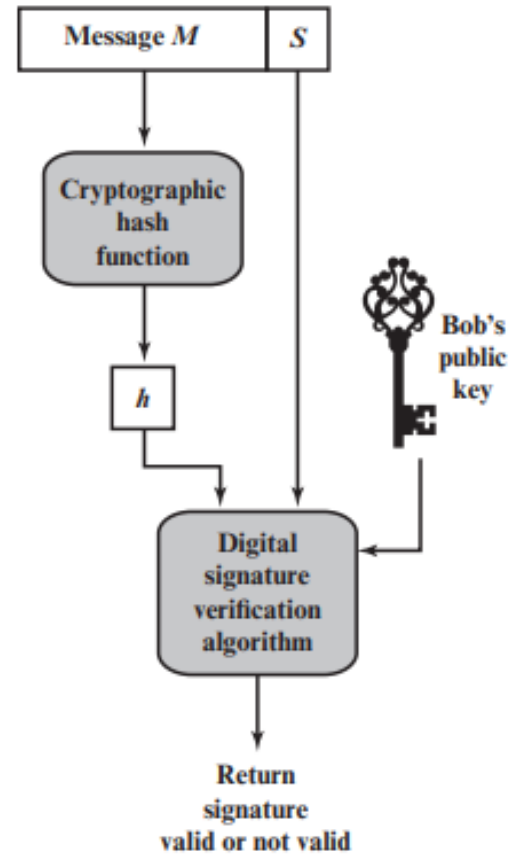 Message M
S
Cryptographic
hash
function
h
Bob's
public
key
Digital
signature
verification
algorithm
Return
signature
valid or not valid